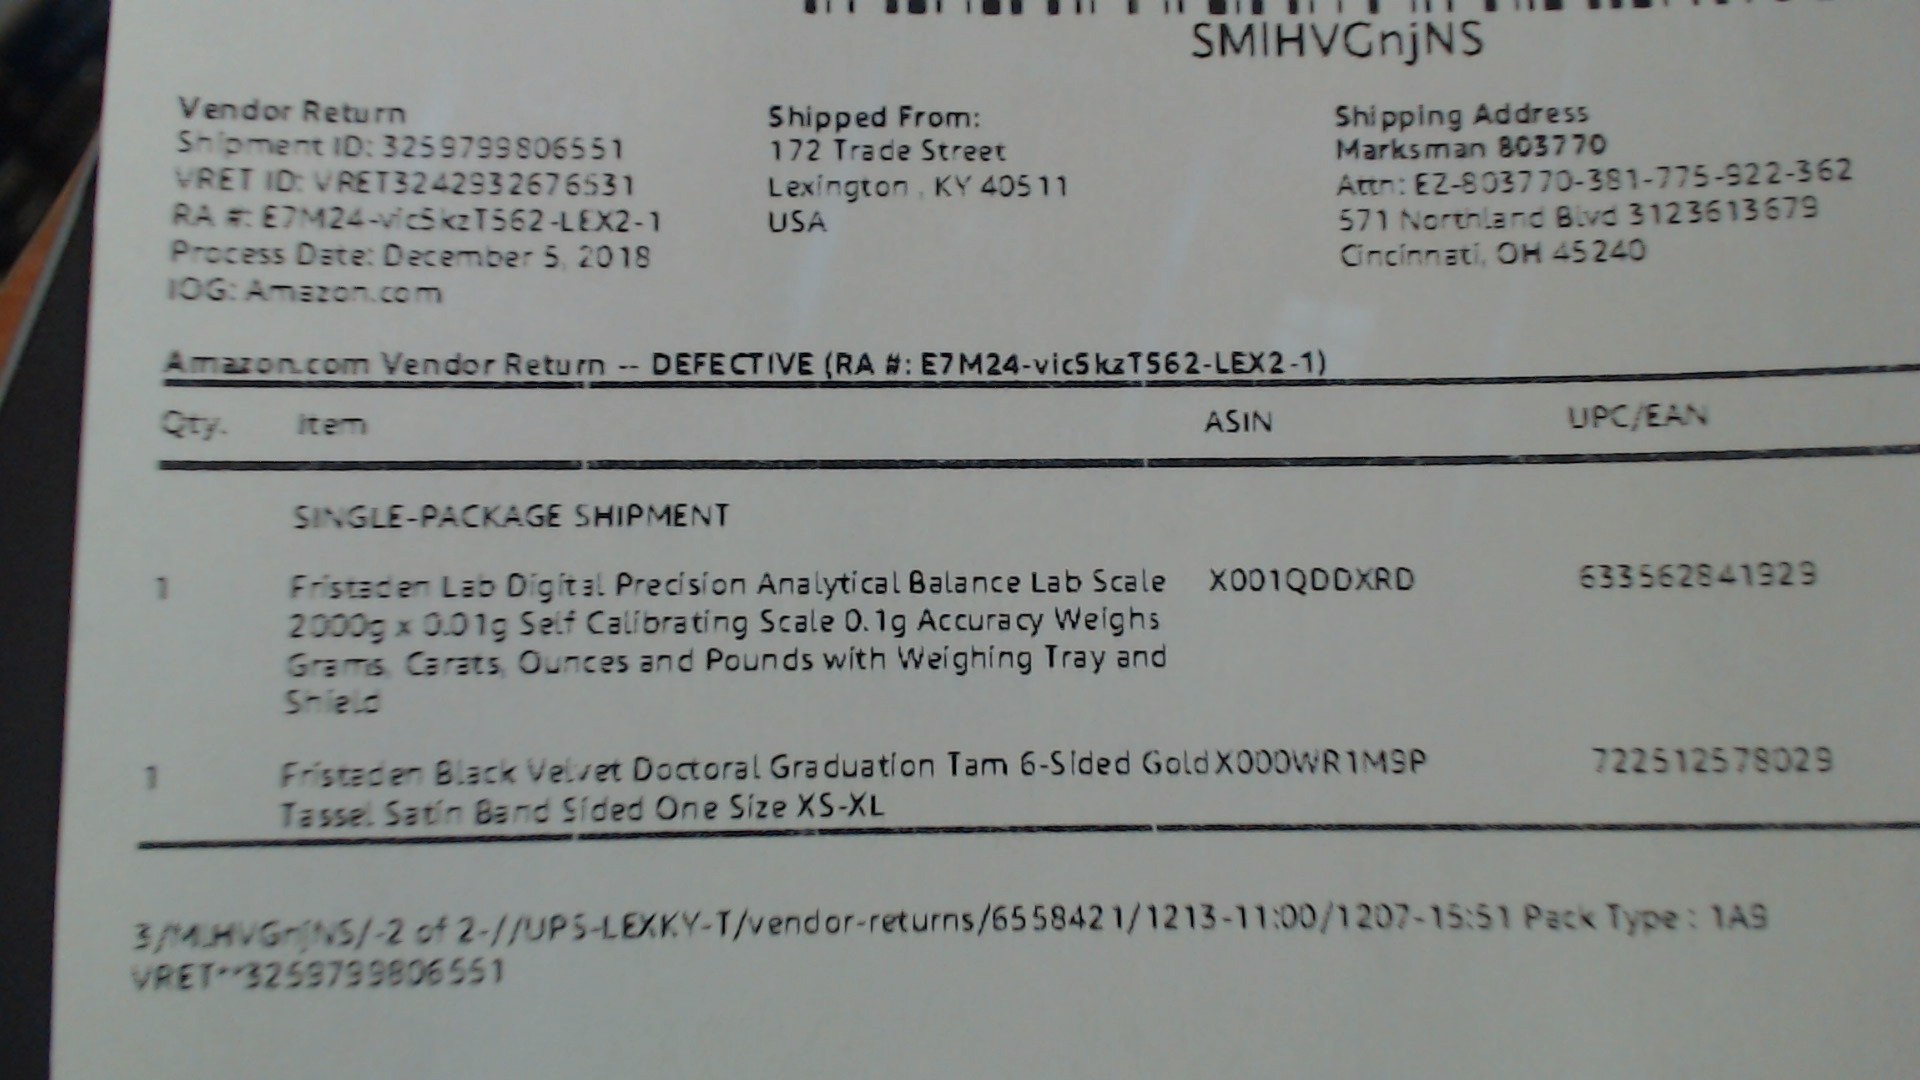 SMIHVGnjNS
Vendor Return
Shipment ID: 3259799806551
VRET ID: VRET3242932676531
RA #: E7M24-vic5kzT562-LEX2-1
Process Date: December 5, 2018
IOG: Amazon.com
Shipped From:
172 Trade Street
Lexington , KY 40511
USA
Shipping Address
Marksman 803770
Attn: EZ-803770-381-775-922-362
571 Northland Blvd 3123613679
Cincinnati, OH 45240
Amazon.com Vendor Return -- DEFECTIVE (RA #: E7M24-vic5kzT562-LEX2-1)
Qty. Item ASIN UPC/EAN
SINGLE-PACKAGE SHIPMENT
1 Fristaden Lab Digital Precision Analytical Balance Lab Scale X001QDDXRD 633562841929
2000g x 0.01g Self Calibrating Scale 0.1g Accuracy Weighs
Grams, Carats, Ounces and Pounds with Weighing Tray and
Shield
1 Fristaden Black Velvet Doctoral Graduation Tam 6-Sided Gold X000WR1M9P 722512578029
Tassel Satin Band Sided One Size XS-XL
3/MIHVGnjNS/-2 of 2-//UPS-LEXKY-T/vendor-returns/6558421/1213-11:00/1207-15:51 Pack Type : 1A9
VRET**3259799806551